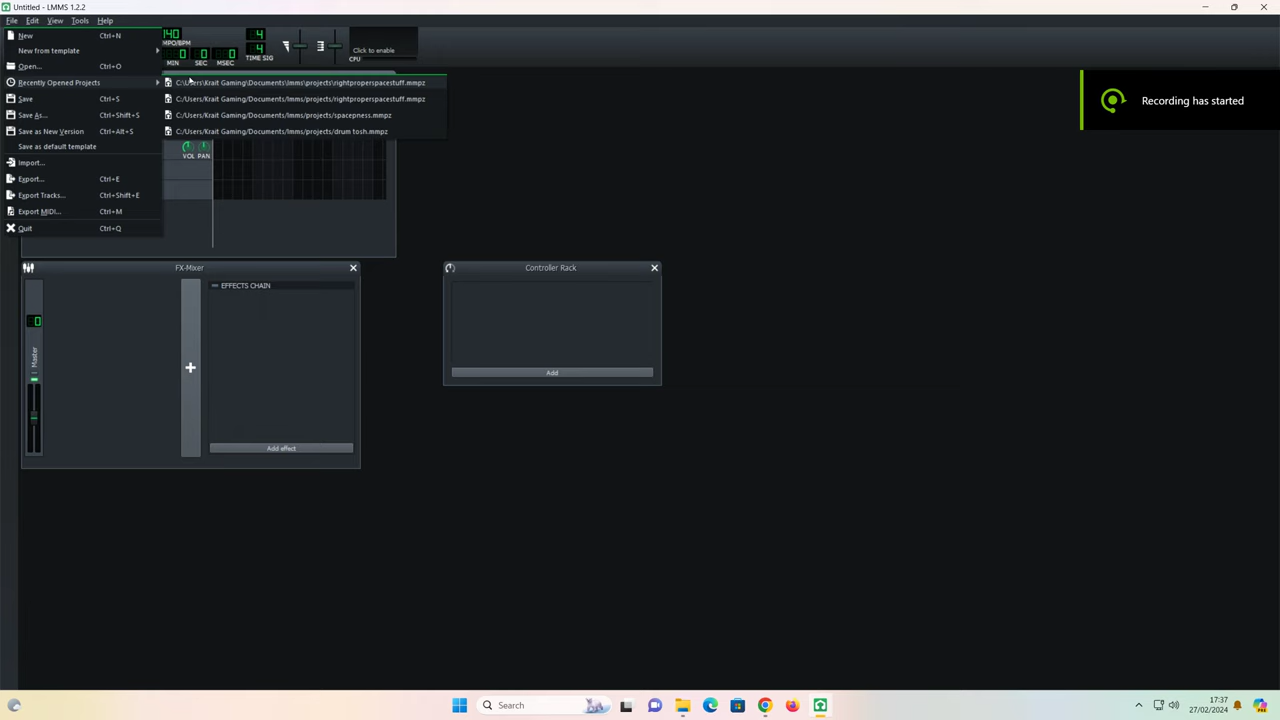 Untitled - LMMS 1.2.2
File Edit View Tools Help
New Ctrl+N
New from template
Open... Ctrl+O
Recently Opened Projects
Save Ctrl+S
Save As... Ctrl+Shift+S
Save as New Version Ctrl+Alt+S
Save as default template
Import...
Export... Ctrl+E
Export Tracks... Ctrl+Shift+E
Export MIDI... Ctrl+M
Quit Ctrl+Q
C:\Users\Krait Gaming\Documents\lmms\projects\rightproperspacestuff.mmpz
C:/Users/Krait Gaming/Documents/lmms/projects/rightproperspacestuff.mmpz
C:/Users/Krait Gaming/Documents/lmms/projects/spacepness.mmpz
C:/Users/Krait Gaming/Documents/lmms/projects/drum tosh.mmpz
140
MPO/BPM
0 0 0
MIN SEC MSEC
4
4
TIME SIG
Click to enable
CPU
VOL PAN
Recording has started
FX-Mixer
0
Master
EFFECTS CHAIN
Add effect
Controller Rack
Add
Search
17:37
27/02/2024